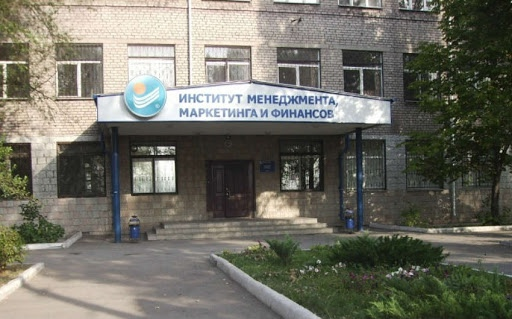 ИНСТИТУТ МЕНЕДЖМЕНТА,
МАРКЕТИНГА И ФИНАНСОВ